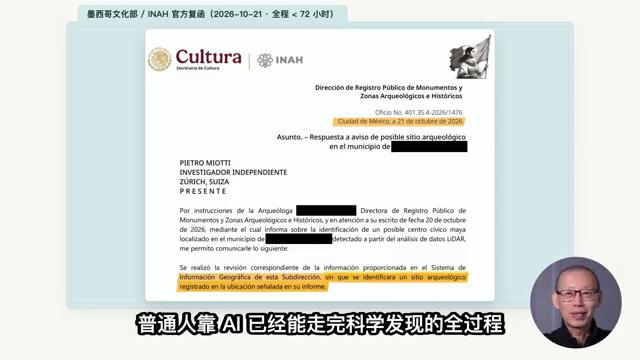 墨西哥文化部 / INAH 官方复函（2026-10-21 · 全程 < 72 小时）
Cultura
Secretaría de Cultura
INAH
Dirección de Registro Público de Monumentos y
Zonas Arqueológicos e Históricos
Oficio No. 401.3S.4-2026/1476
Ciudad de México, a 21 de octubre de 2026
Asunto. – Respuesta a aviso de posible sitio arqueológico
en el municipio de
PIETRO MIOTTI
INVESTIGADOR INDEPENDIENTE
ZÚRICH, SUIZA
P R E S E N T E
Por instrucciones de la Arqueóloga Directora de Registro Público de
Monumentos y Zonas Arqueológicos e Históricos, y en atención a su escrito de fecha 20 de octubre
de 2026; mediante el cual informa sobre la identificación de un posible centro cívico maya
localizado en el municipio de detectado a partir del análisis de datos LiDAR,
me permito comunicarle lo siguiente:
Se realizó la revisión correspondiente de la información proporcionada en el Sistema de
Información Geográfica de esta Subdirección, sin que se identificara un sitio arqueológico
registrado en la ubicación señalada en su informe.
普通人靠 AI 已经能走完科学发现的全过程